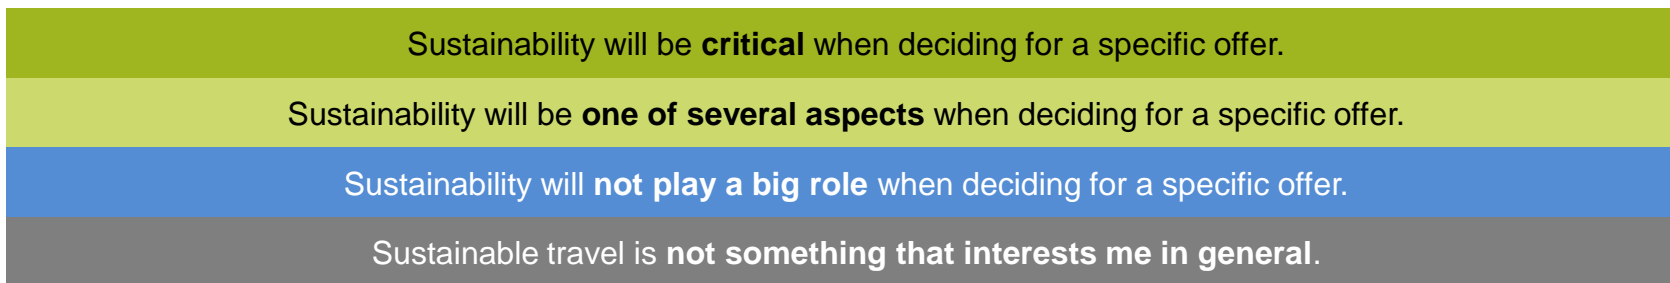 Sustainability will be critical when deciding for a specific offer.
Sustainability will be one of several aspects when deciding for a specific offer.
Sustainability will not play a big role when deciding for a specific offer.
Sustainable travel is not something that interests me in general.